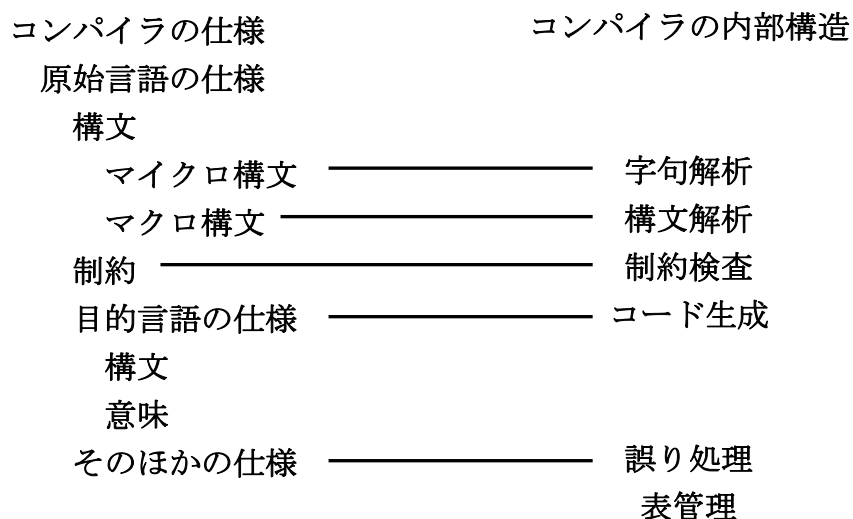 コンパイラの仕様 コンパイラの内部構造
原始言語の仕様
構文
マイクロ構文 字句解析
マクロ構文 構文解析
制約 制約検査
目的言語の仕様 コード生成
構文
意味
そのほかの仕様 誤り処理
表管理